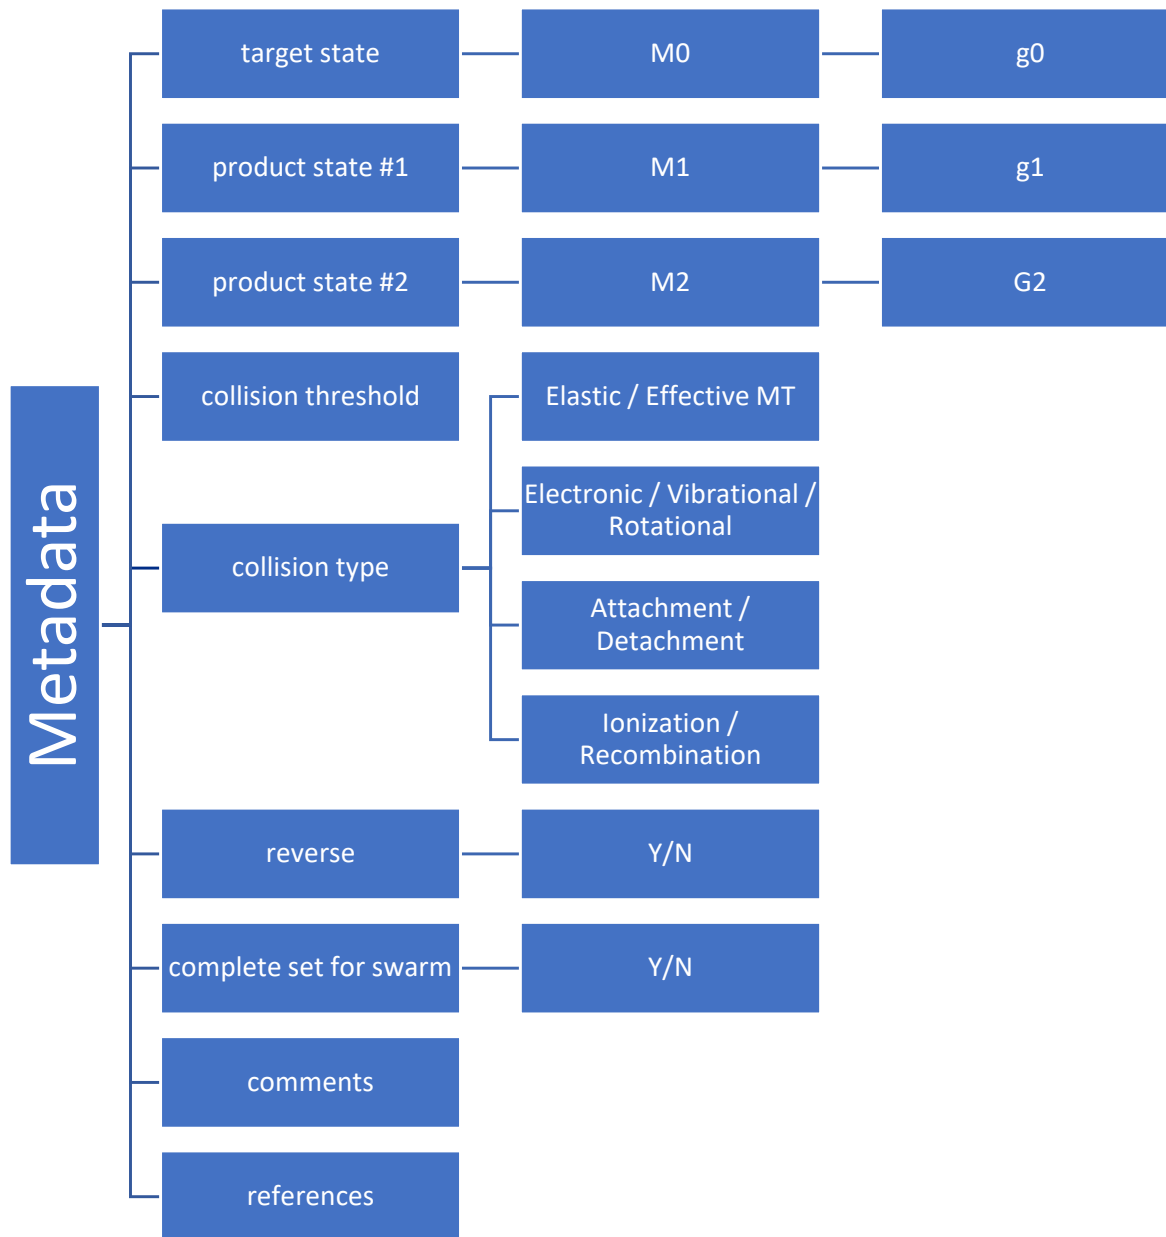 Metadata
target state
M0
g0
product state #1
M1
g1
product state #2
M2
G2
collision threshold
collision type
Elastic / Effective MT
Electronic / Vibrational /
Rotational
Attachment /
Detachment
Ionization /
Recombination
reverse
Y/N
complete set for swarm
Y/N
comments
references